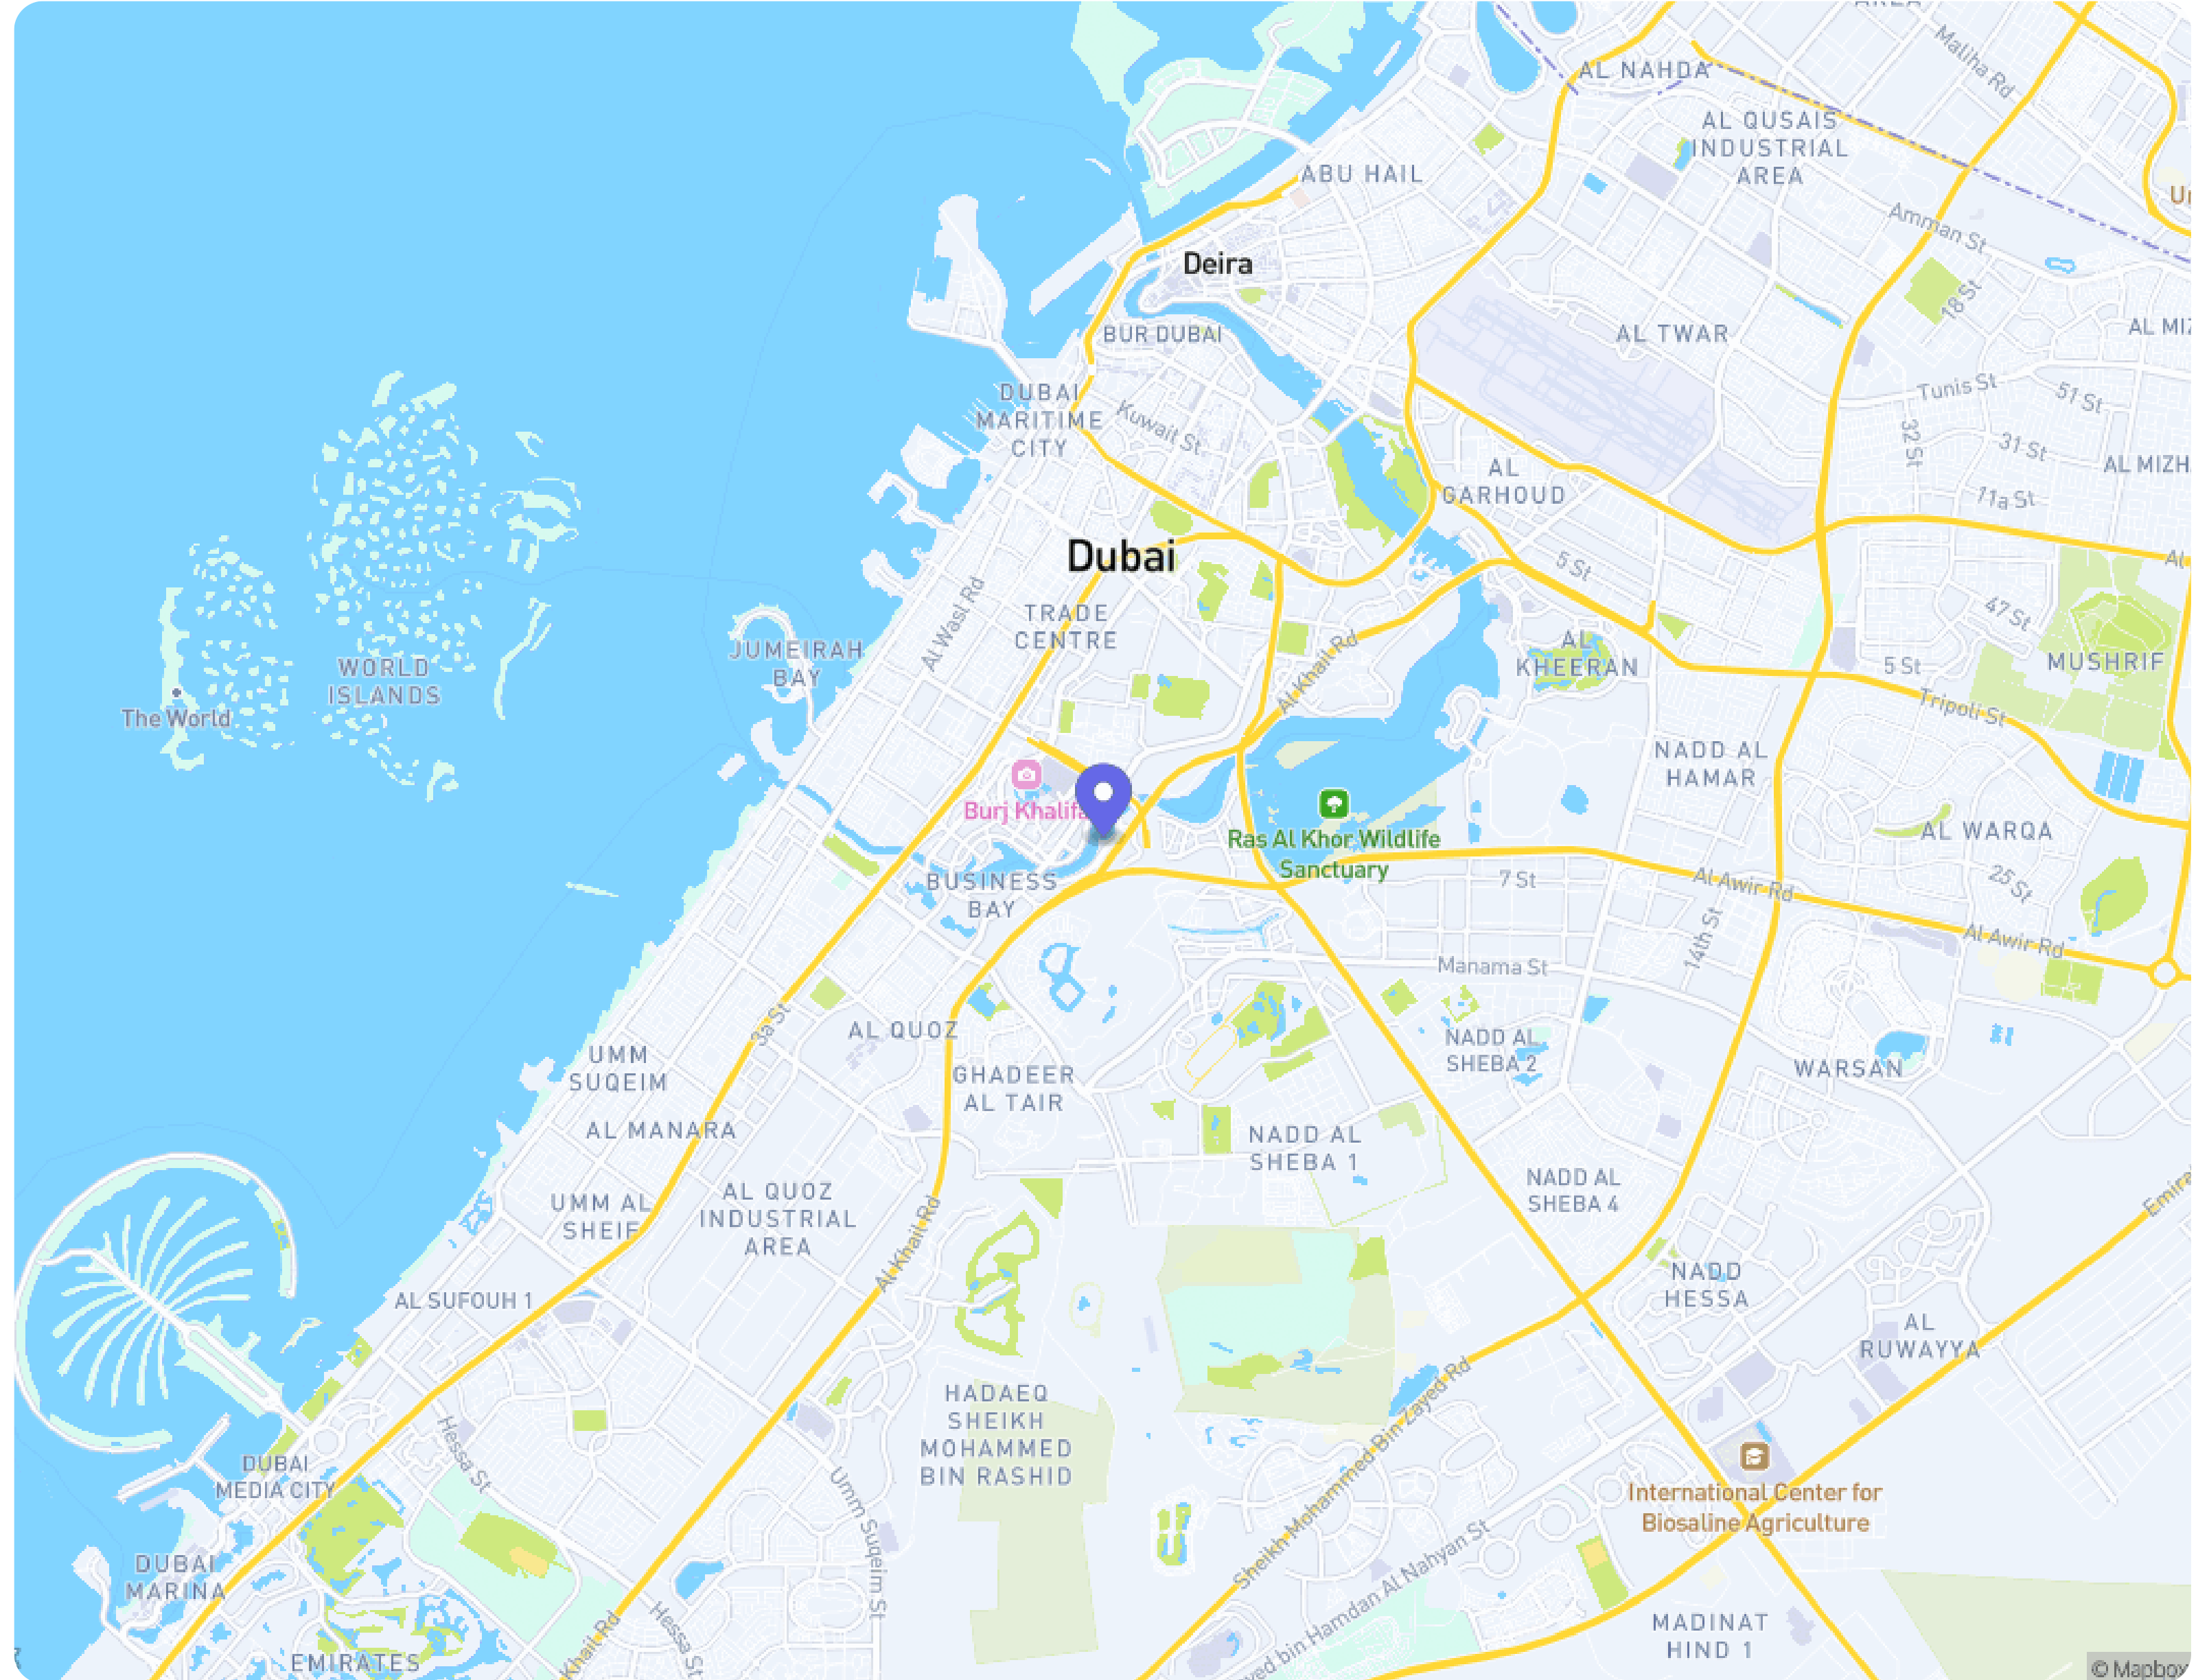 AL NAHDA
Maliha Rd
AL QUSAIS
INDUSTRIAL
AREA
ABU HAIL
Amman St
Deira
18 St
BUR DUBAI
AL TWAR
DUBAI
MARITIME
CITY
Kuwait St
Tunis St
51 St
32 St
31 St
AL MIZH
AL
GARHOUD
11a St
Dubai
5 St
Al
Al Wasl Rd
TRADE
CENTRE
47 St
JUMEIRAH
BAY
Al Khail Rd
AL
KHEERAN
5 St
MUSHRIF
WORLD
ISLANDS
The World
Tripoli St
NADD AL
HAMAR
Burj Khalifa
Ras Al Khor Wildlife
Sanctuary
AL WARQA
BUSINESS
BAY
7 St
Al Awir Rd
25 St
14th St
Al Awir Rd
Manama St
3a St
AL QUOZ
NADD AL
SHEBA 2
UMM
SUQEIM
GHADEER
AL TAIR
WARSAN
AL MANARA
NADD AL
SHEBA 1
UMM AL
SHEIF
AL QUOZ
INDUSTRIAL
AREA
NADD AL
SHEBA 4
Al Khail Rd
Emira
AL SUFOUH 1
NADD
HESSA
AL
RUWAYYA
HADAEQ
SHEIKH
MOHAMMED
BIN RASHID
Sheikh Mohammed Bin Zayed Rd
Hessa St
DUBAI
MEDIA CITY
Umm Suqeim St
International Center for
Biosaline Agriculture
DUBAI
MARINA
yed bin Hamdan Al Nahyan St
Khail Rd
Hessa St
MADINAT
HIND 1
EMIRATES
© Mapbox